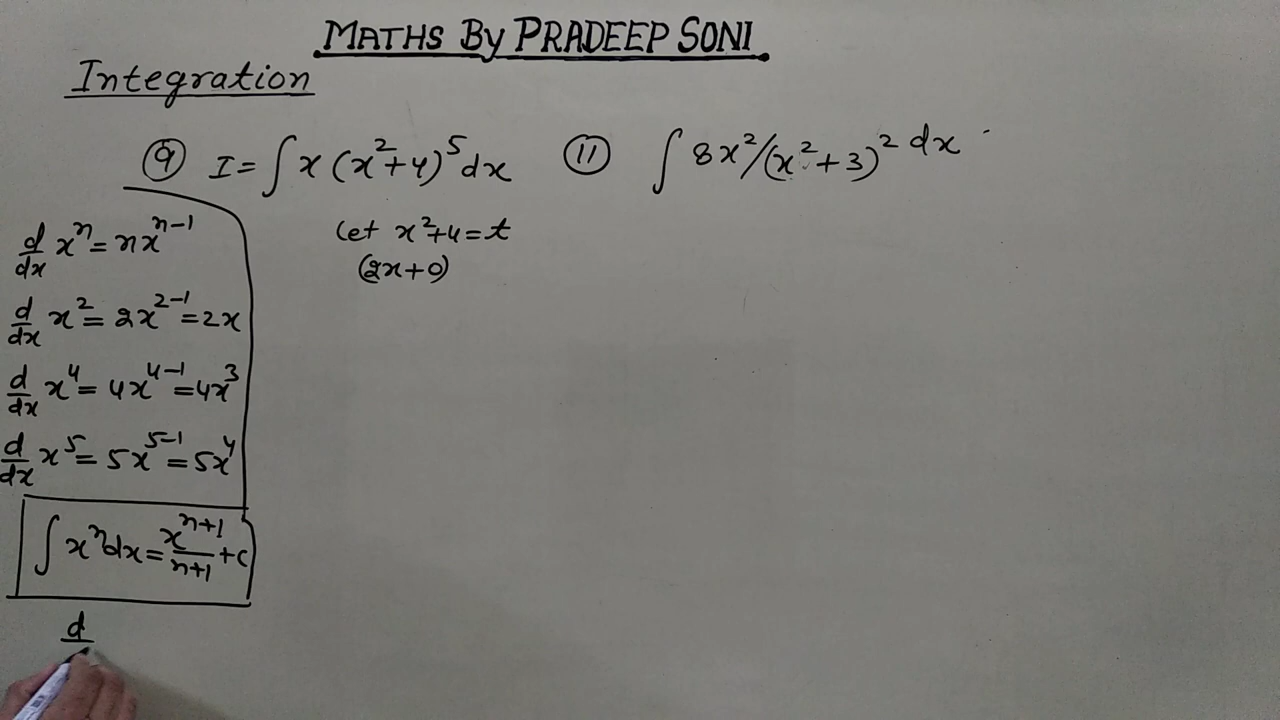 MATHS By PRADEEP SONI
Integration
⑨ I = ∫ x (x² + 4)⁵ dx
⑪ ∫ 8x²/(x² + 3)² dx
Let x² + 4 = t
(2x + 0)
d/dx xⁿ = nxⁿ⁻¹
d/dx x² = 2x²⁻¹ = 2x
d/dx x⁴ = 4x⁴⁻¹ = 4x³
d/dx x⁵ = 5x⁵⁻¹ = 5x⁴
∫ xⁿdx = xⁿ⁺¹/n+1 + c
d